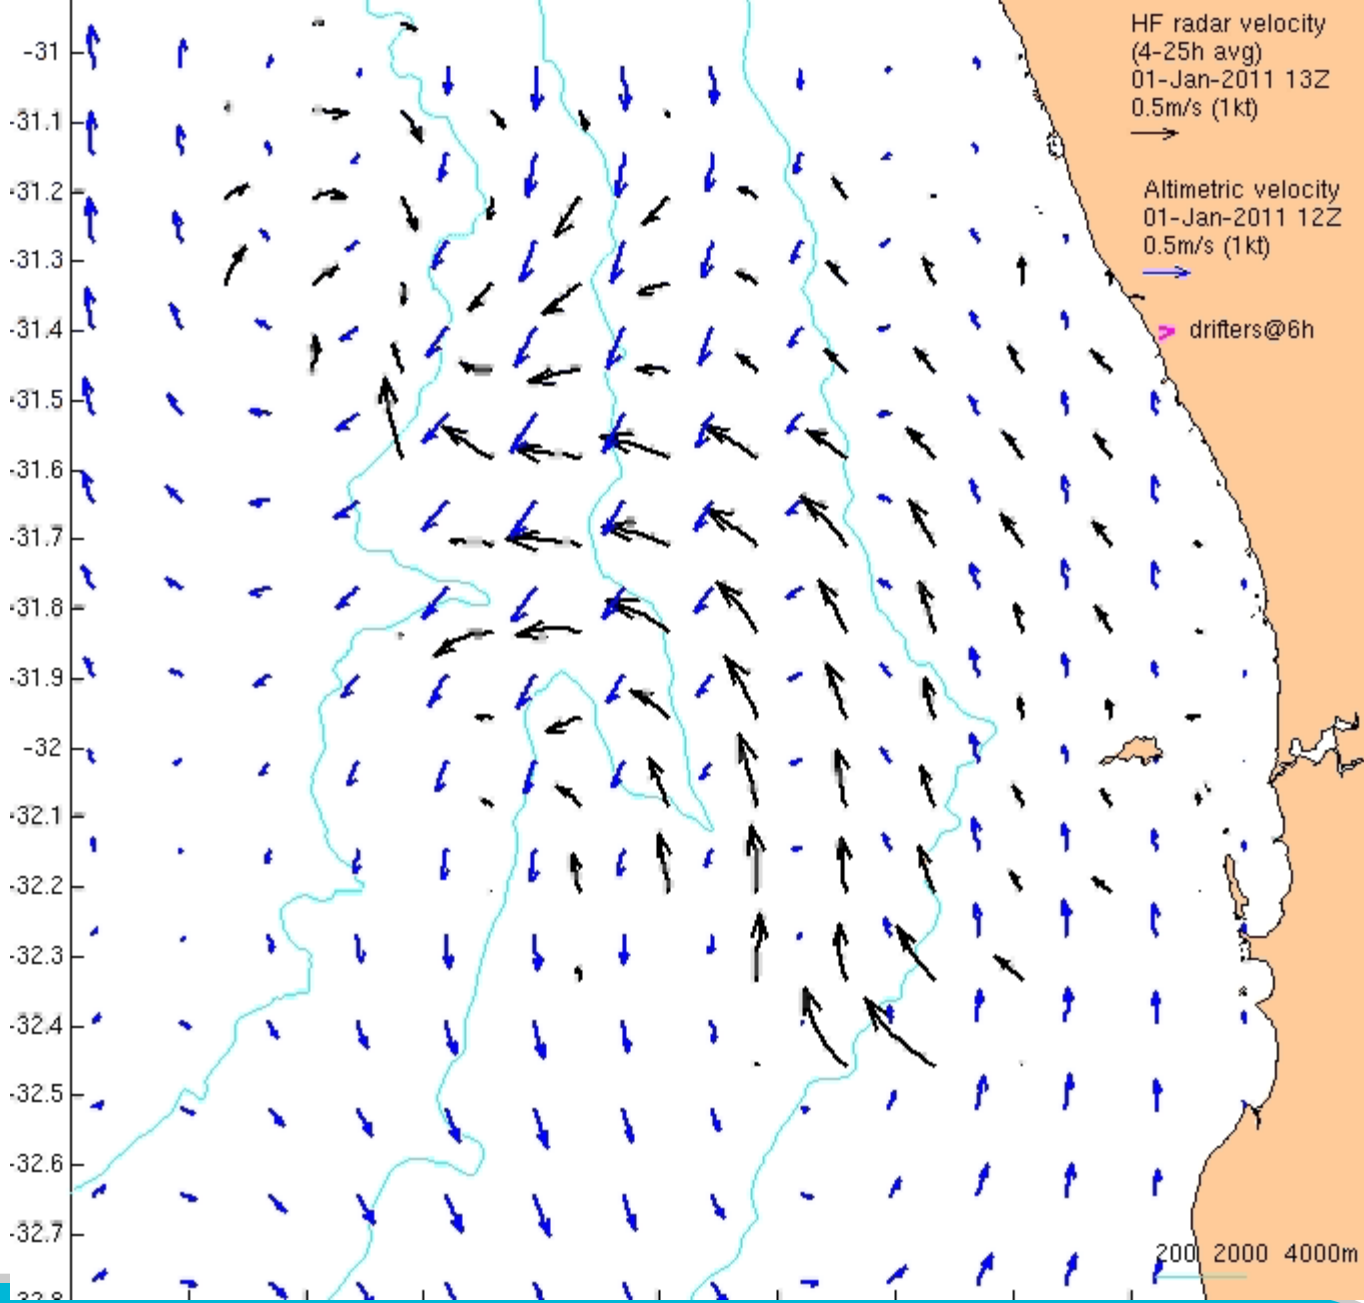 HF radar velocity
(4-25h avg)
01-Jan-2011 13Z
0.5m/s (1kt)
Altimetric velocity
01-Jan-2011 12Z
0.5m/s (1kt)
drifters@6h
-31
-31.1
-31.2
-31.3
-31.4
-31.5
-31.6
-31.7
-31.8
-31.9
-32
-32.1
-32.2
-32.3
-32.4
-32.5
-32.6
-32.7
200 2000 4000m